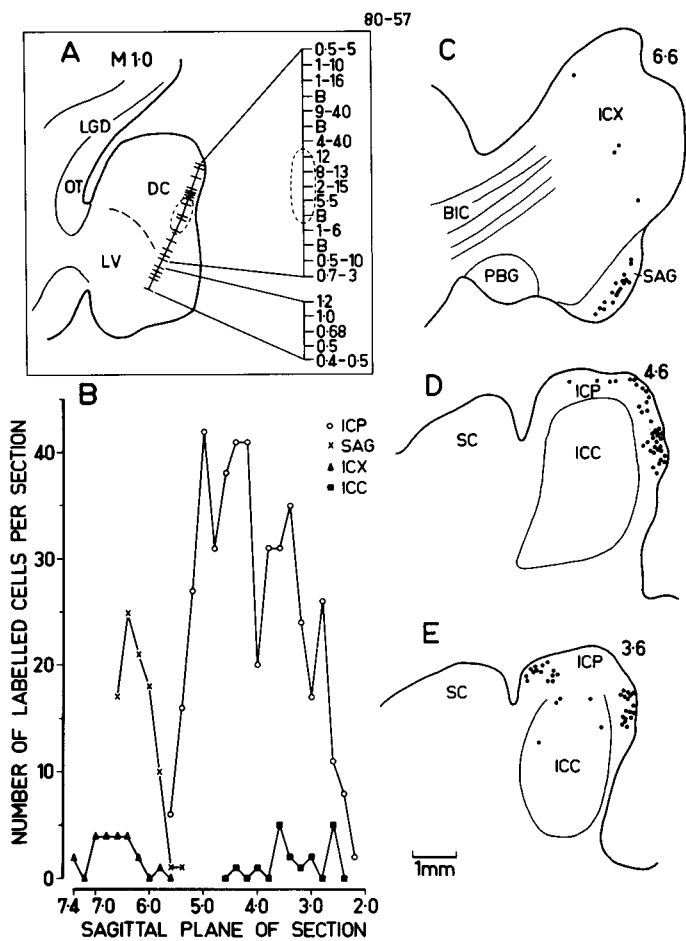 80-57
A
M 1·0
LGD
OT
DC
LV
0·5-5
1-10
1-16
B
9-40
B
4-40
12
8-13
2-15
5·5
B
1-6
B
0·5-10
0·7-3
1·2
1·0
0·68
0·5
0·4-0·5
B
NUMBER OF LABELLED CELLS PER SECTION
40
30
20
10
0
ICP
SAG
ICX
ICC
7·4 7·0 6·0 5·0 4·0 3·0 2·0
SAGITTAL PLANE OF SECTION
C
6·6
ICX
BIC
PBG
SAG
D
4·6
ICP
SC
ICC
E
3·6
ICP
SC
ICC
1mm